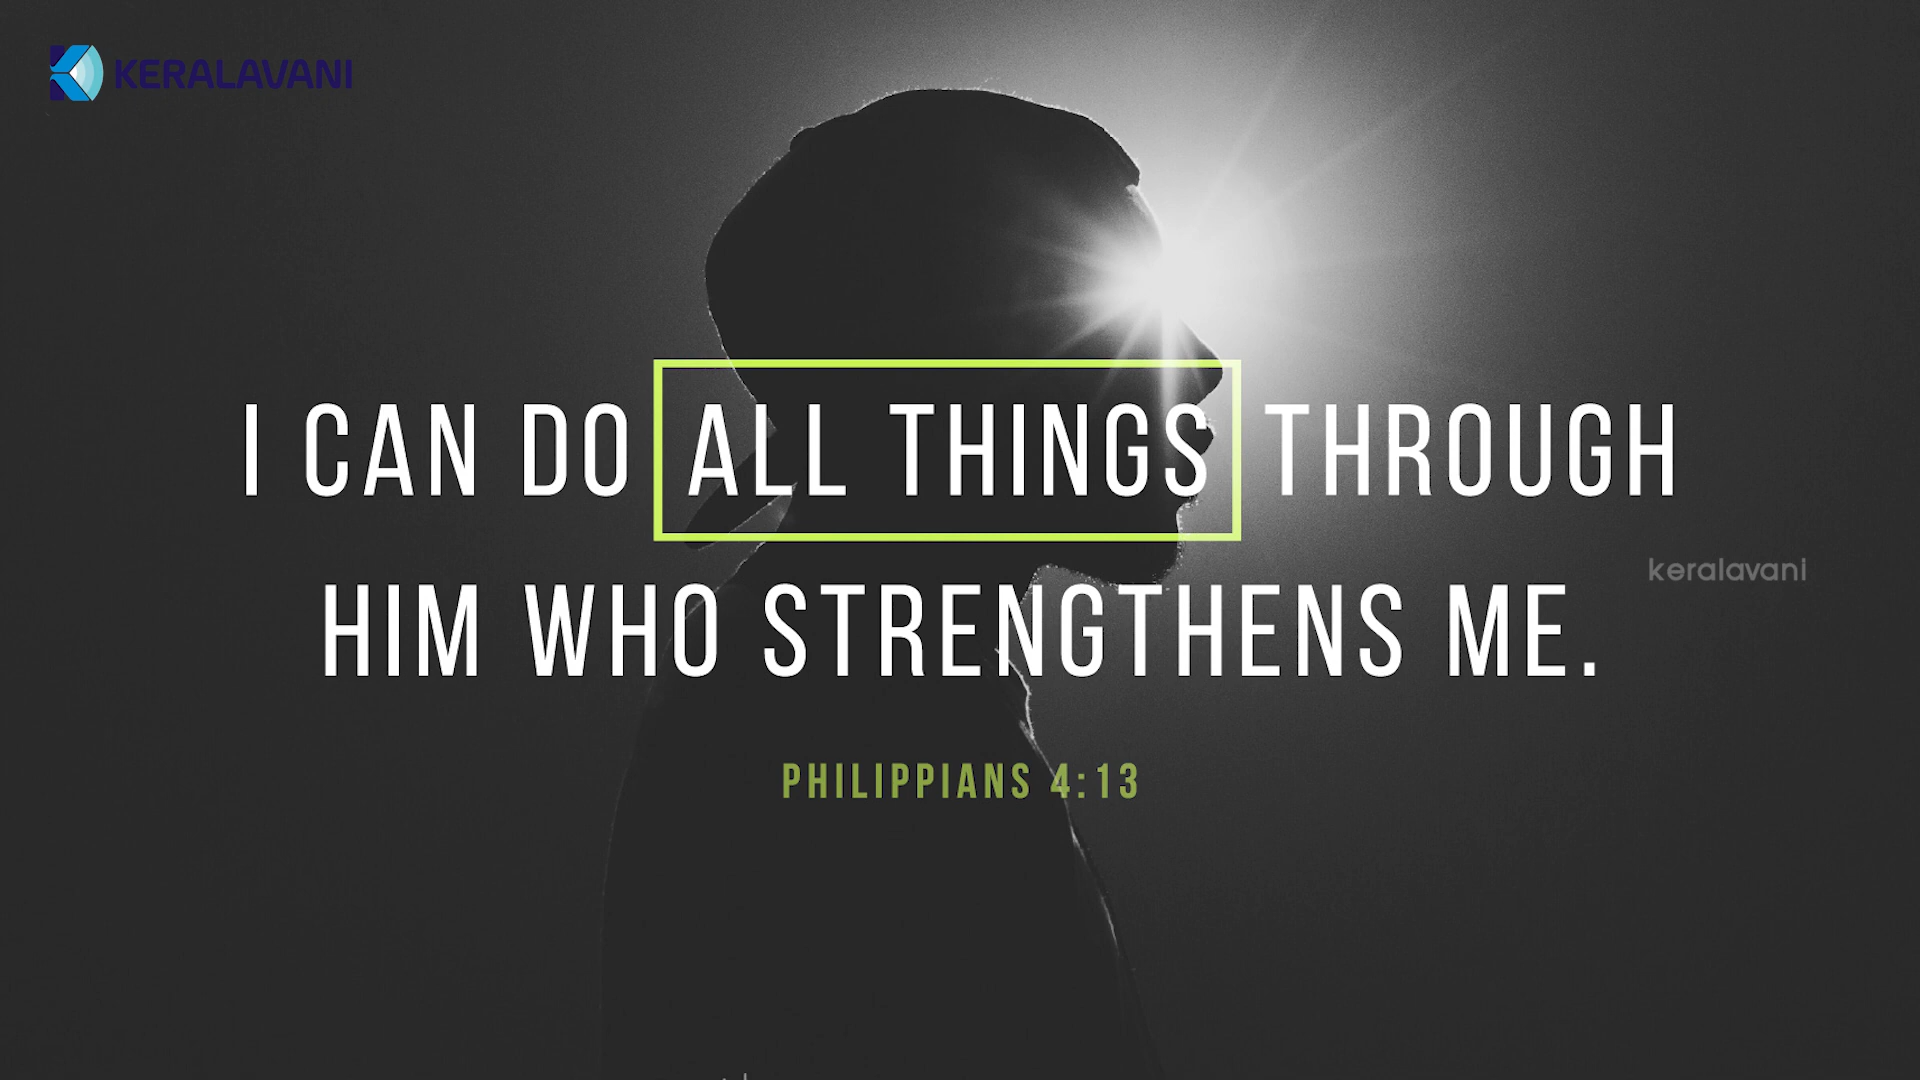 KERALAVANI
I CAN DO ALL THINGS THROUGH
HIM WHO STRENGTHENS ME.
keralavani
PHILIPPIANS 4:13